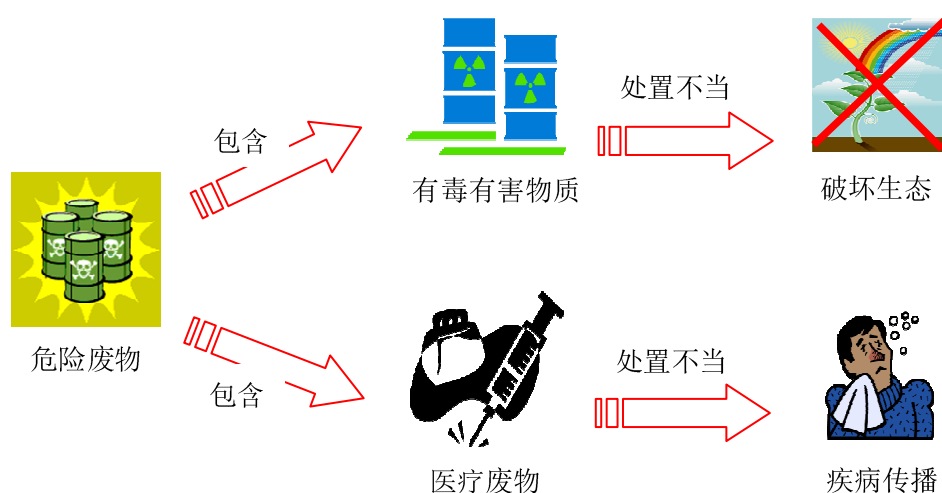 处置不当
包含
有毒有害物质
破坏生态
危险废物
处置不当
包含
医疗废物
疾病传播